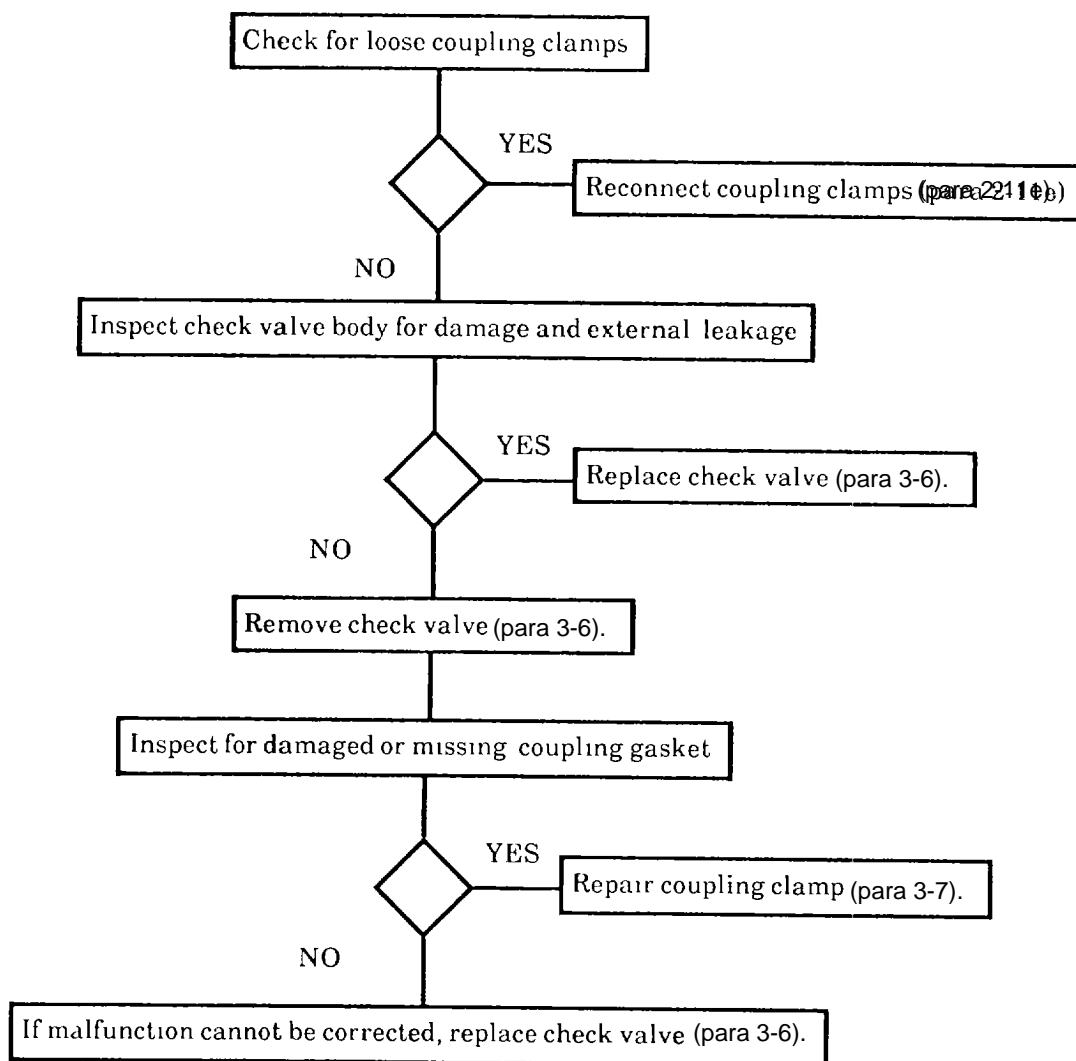 Check for loose coupling clamps
YES
Reconnect coupling clamps (para 2-11e).
NO
Inspect check valve body for damage and external leakage
YES
Replace check valve (para 3-6).
NO
Remove check valve (para 3-6).
Inspect for damaged or missing coupling gasket
YES
Repair coupling clamp (para 3-7).
NO
If malfunction cannot be corrected, replace check valve (para 3-6).